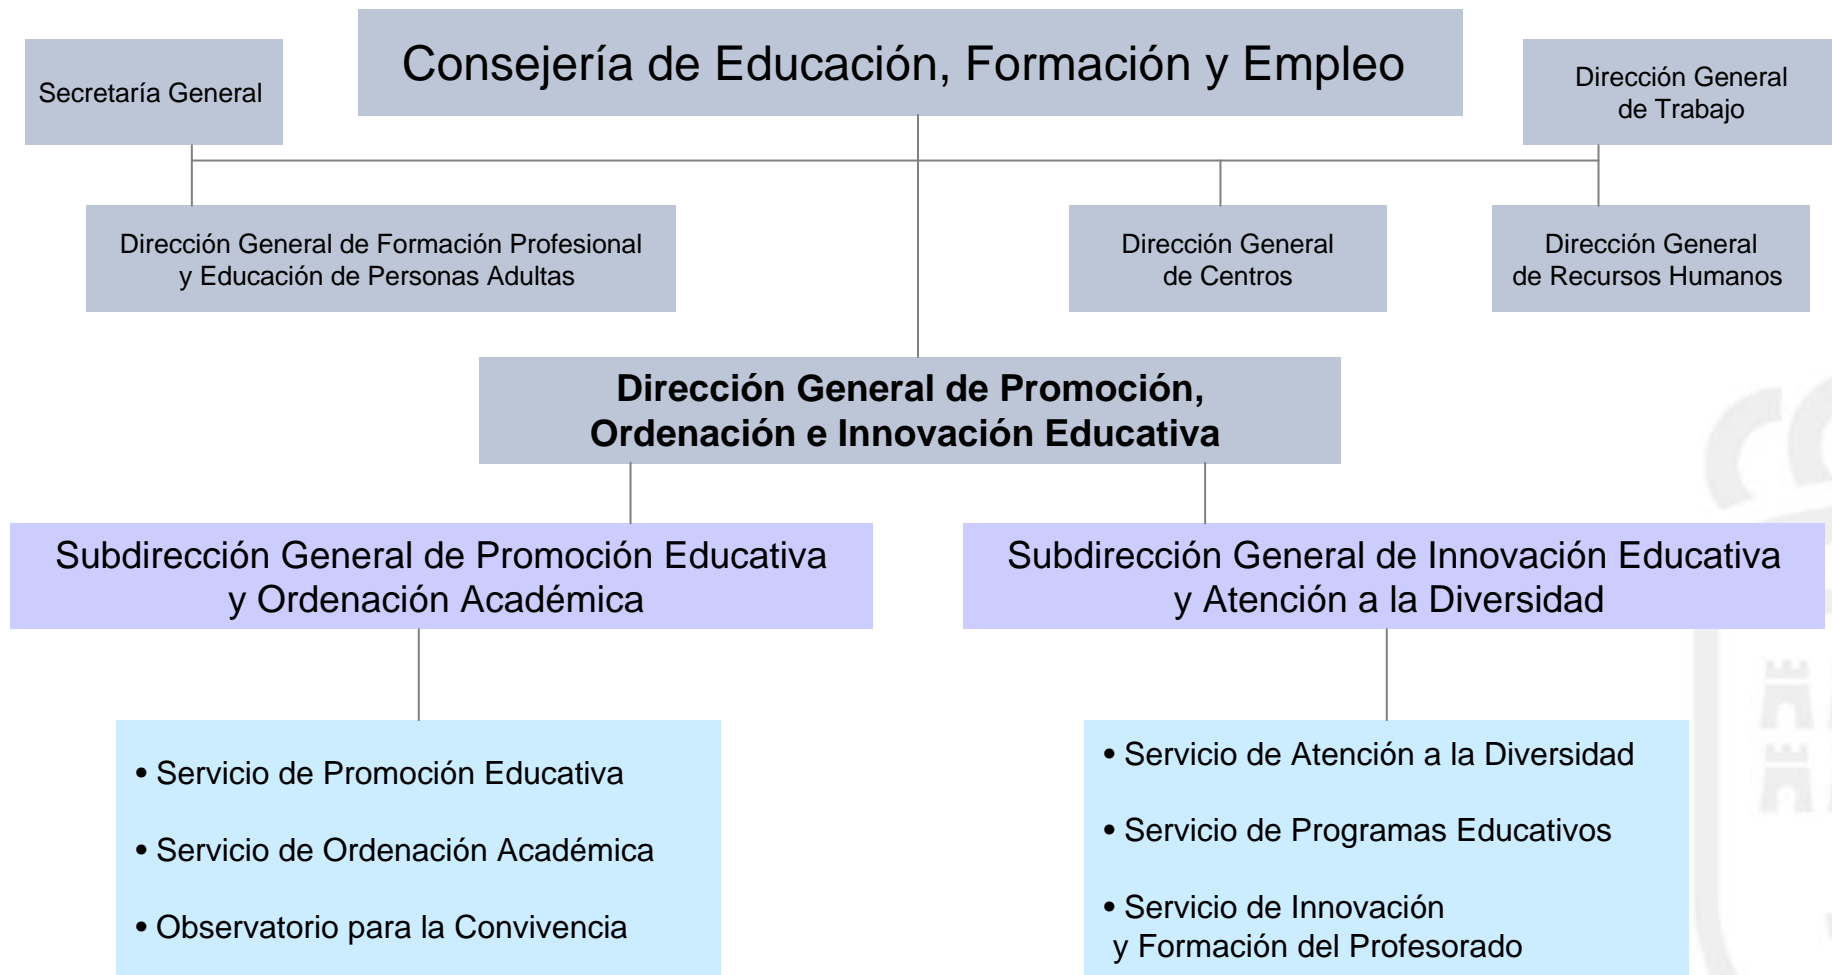 Consejería de Educación, Formación y Empleo
Secretaría General
Dirección General
de Trabajo
Dirección General de Formación Profesional
y Educación de Personas Adultas
Dirección General
de Centros
Dirección General
de Recursos Humanos
Dirección General de Promoción,
Ordenación e Innovación Educativa
Subdirección General de Promoción Educativa
y Ordenación Académica
Subdirección General de Innovación Educativa
y Atención a la Diversidad
• Servicio de Promoción Educativa
• Servicio de Ordenación Académica
• Observatorio para la Convivencia
• Servicio de Atención a la Diversidad
• Servicio de Programas Educativos
• Servicio de Innovación
y Formación del Profesorado